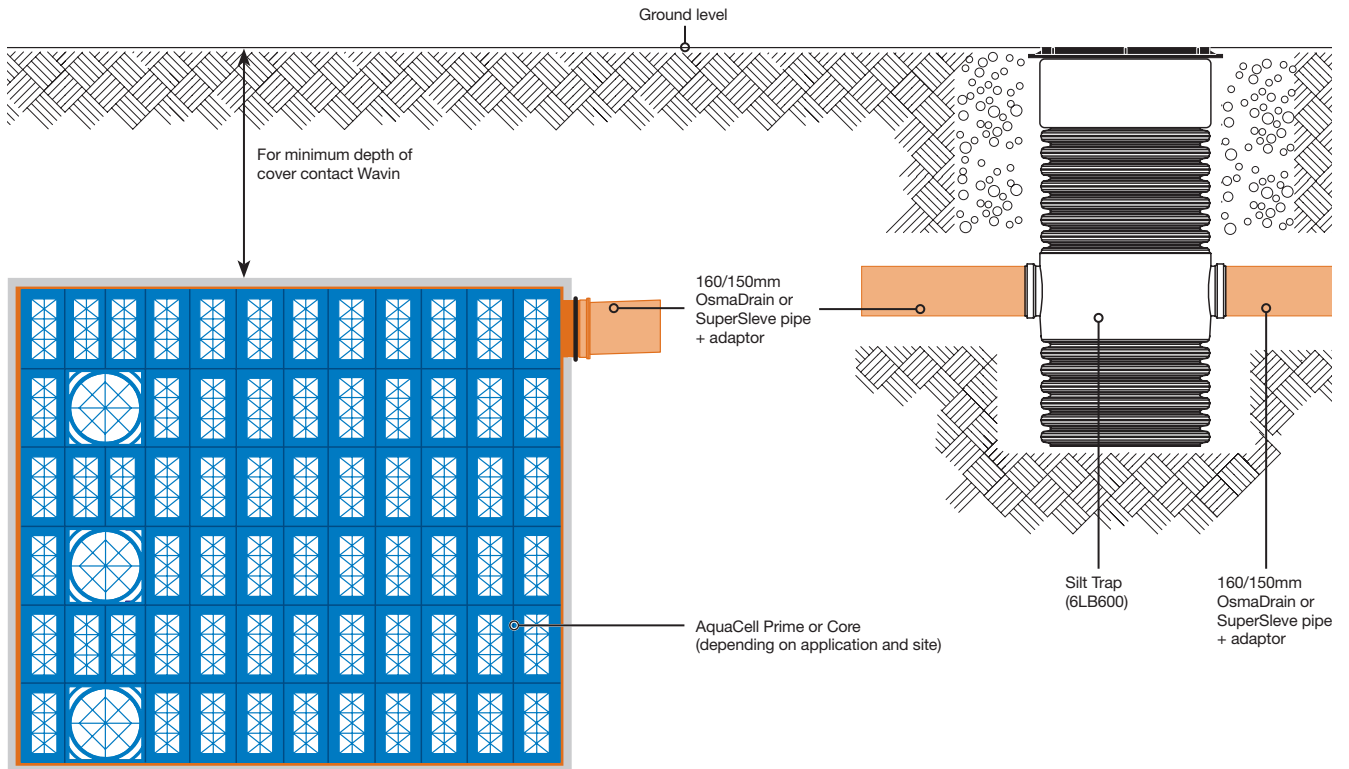 Ground level
For minimum depth of
cover contact Wavin
160/150mm
OsmaDrain or
SuperSleve pipe
+ adaptor
AquaCell Prime or Core
(depending on application and site)
Silt Trap
(6LB600)
160/150mm
OsmaDrain or
SuperSleve pipe
+ adaptor